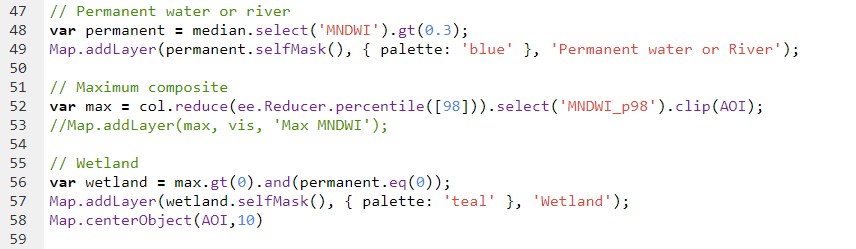 47 // Permanent water or river
48 var permanent = median.select('MNDWI').gt(0.3);
49 Map.addLayer(permanent.selfMask(), { palette: 'blue' }, 'Permanent water or River');
50
51 // Maximum composite
52 var max = col.reduce(ee.Reducer.percentile([98])).select('MNDWI_p98').clip(AOI);
53 //Map.addLayer(max, vis, 'Max MNDWI');
54
55 // Wetland
56 var wetland = max.gt(0).and(permanent.eq(0));
57 Map.addLayer(wetland.selfMask(), { palette: 'teal' }, 'Wetland');
58 Map.centerObject(AOI,10)
59